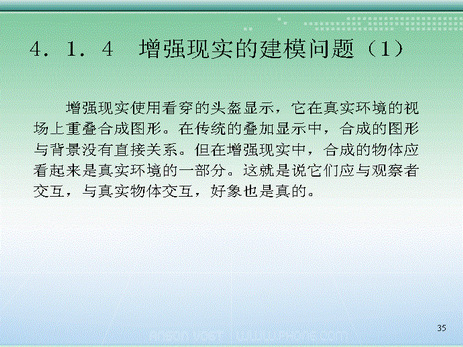 4．1．4　增强现实的建模问题（1）
增强现实使用看穿的头盔显示，它在真实环境的视
场上重叠合成图形。在传统的叠加显示中，合成的图形
与背景没有直接关系。但在增强现实中，合成的物体应
看起来是真实环境的一部分。这就是说它们应与观察者
交互，与真实物体交互，好象也是真的。
35